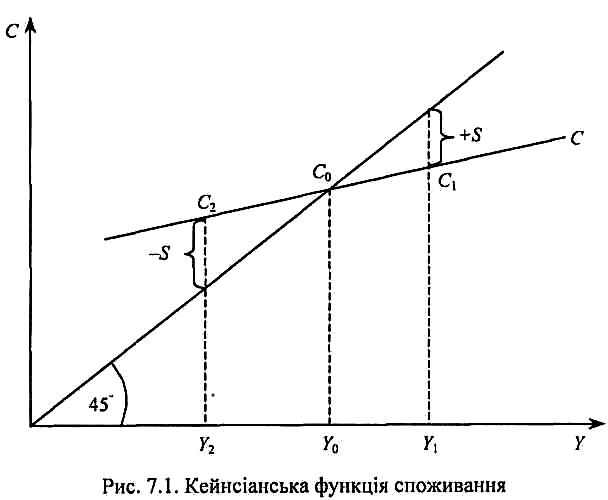 C
+S
C
C₀
C₁
C₂
–S
45°
Y₂
Y₀
Y₁
Y
Рис. 7.1. Кейнсіанська функція споживання